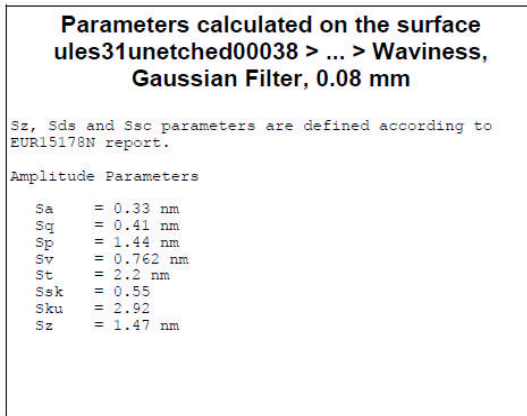 Parameters calculated on the surface
ules31unetched00038 > ... > Waviness,
Gaussian Filter, 0.08 mm
Sz, Sds and Ssc parameters are defined according to
EUR15178N report.
Amplitude Parameters
Sa = 0.33 nm
Sq = 0.41 nm
Sp = 1.44 nm
Sv = 0.762 nm
St = 2.2 nm
Ssk = 0.55
Sku = 2.92
Sz = 1.47 nm